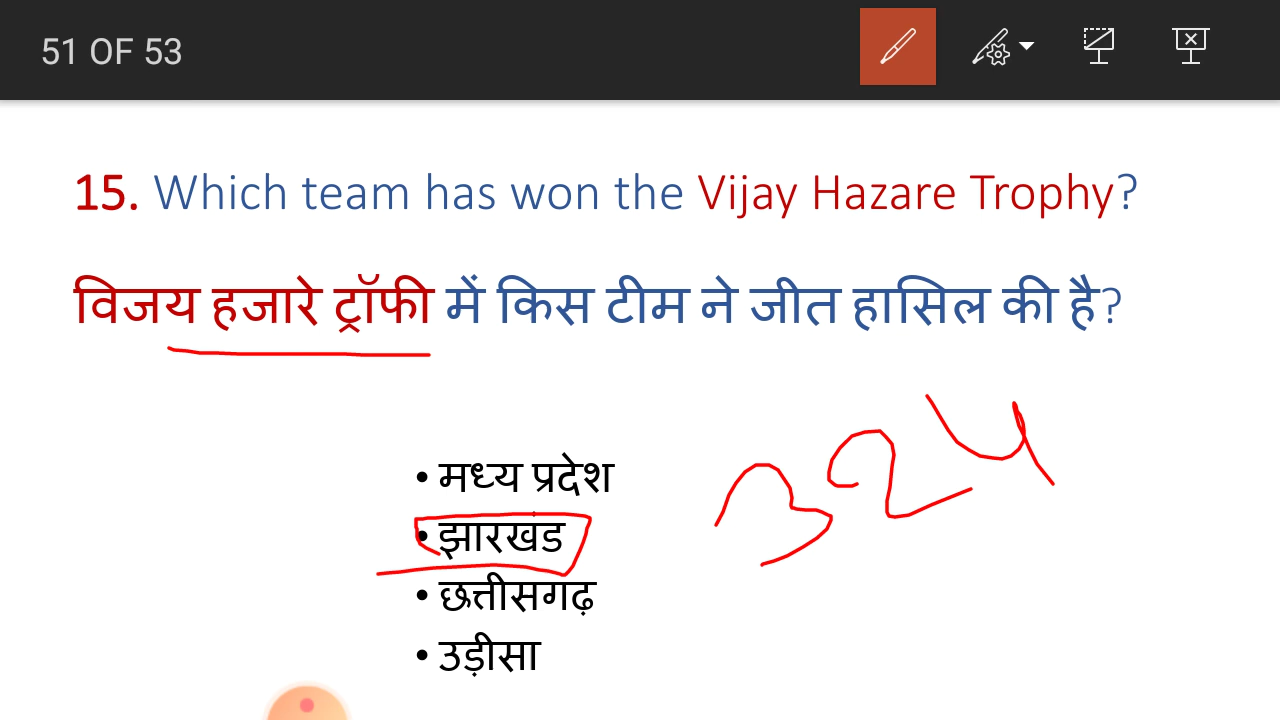 51 OF 53
15. Which team has won the Vijay Hazare Trophy?
विजय हजारे ट्रॉफी में किस टीम ने जीत हासिल की है?
• मध्य प्रदेश
• झारखंड
• छत्तीसगढ़
• उड़ीसा
324